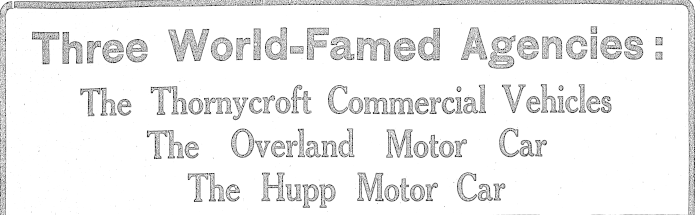 Three World-Famed Agencies:
The Thornycroft Commercial Vehicles
The Overland Motor Car
The Hupp Motor Car